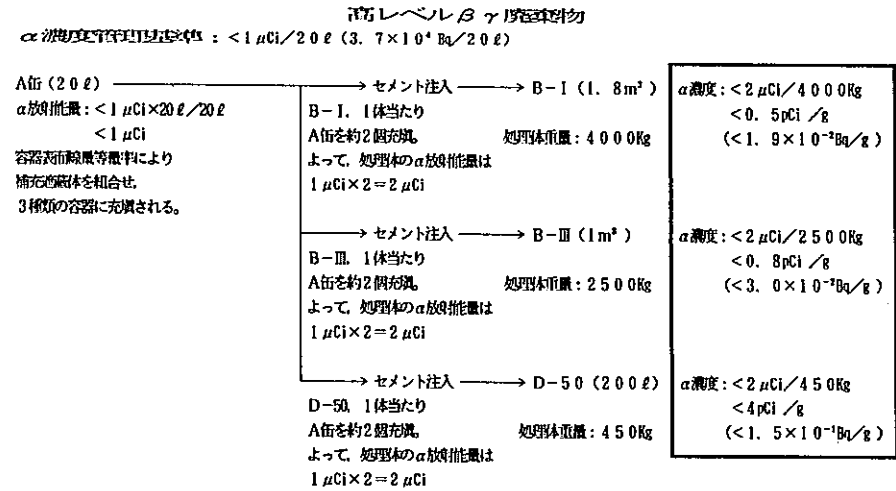 高レベルβγ廃棄物
α濃度管理基準値：<1μCi/20ℓ (3.7×10⁴Bq/20ℓ)
A缶（20ℓ）
α放射能量：<1μCi×20ℓ/20ℓ
<1μCi
容器表面線量等量率により
補充遮蔽体を組合せ、
3種類の容器に充填される。
セメント注入 → B-Ⅰ (1.8m³)
B-Ⅰ，1体当たり
A缶を約2個充填。 処理体重量：4000Kg
よって，処理体のα放射能量は
1μCi×2=2μCi
α濃度：<2μCi/4000Kg
<0.5pCi/g
(<1.9×10⁻²Bq/g)
セメント注入 → B-Ⅲ (1m³)
B-Ⅲ，1体当たり
A缶を約2個充填。 処理体重量：2500Kg
よって，処理体のα放射能量は
1μCi×2=2μCi
α濃度：<2μCi/2500Kg
<0.8pCi/g
(<3.0×10⁻²Bq/g)
セメント注入 → D-50 (200ℓ)
D-50，1体当たり
A缶を約2個充填。 処理体重量：450Kg
よって，処理体のα放射能量は
1μCi×2=2μCi
α濃度：<2μCi/450Kg
<4pCi/g
(<1.5×10⁻¹Bq/g)